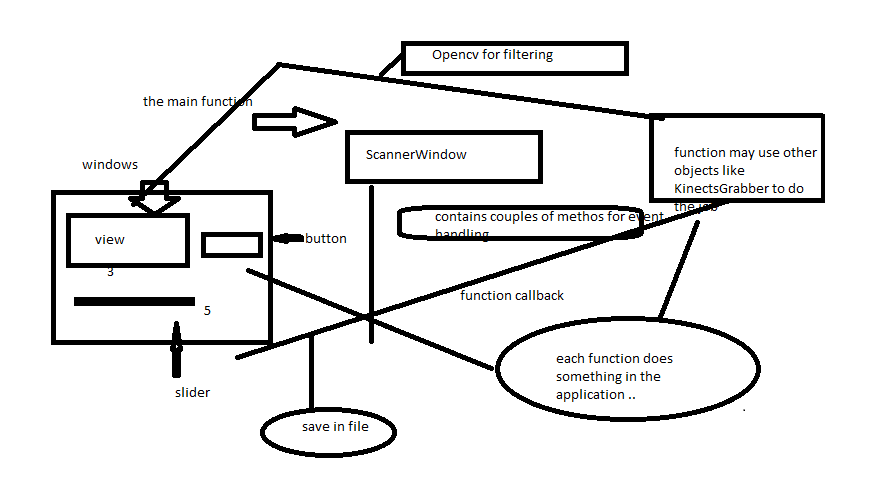 Opencv for filtering
the main function
ScannerWindow
function may use other
objects like
KinectsGrabber to do
the job
windows
contains couples of methos for event
handling
view
button
3
5
function callback
slider
each function does
something in the
application ..
save in file